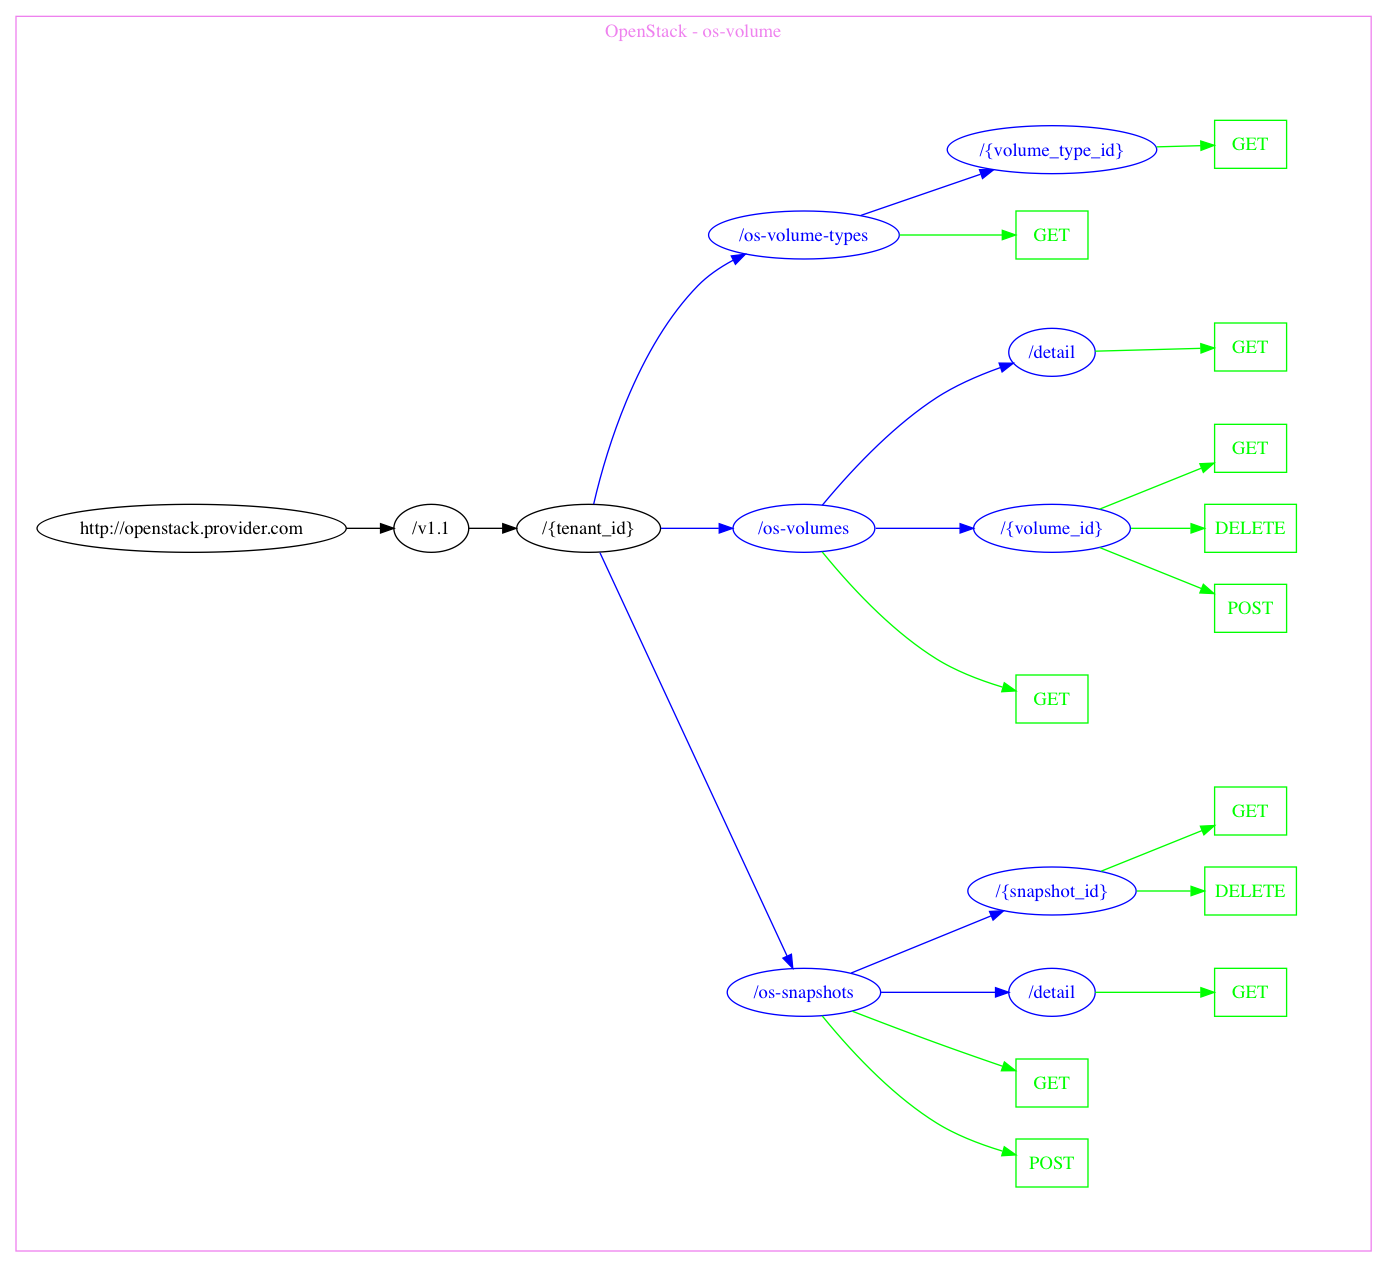 OpenStack - os-volume
/{volume_type_id}
GET
/os-volume-types
GET
/detail
GET
GET
http://openstack.provider.com
/v1.1
/{tenant_id}
/os-volumes
/{volume_id}
DELETE
POST
GET
GET
/{snapshot_id}
DELETE
/os-snapshots
/detail
GET
GET
POST